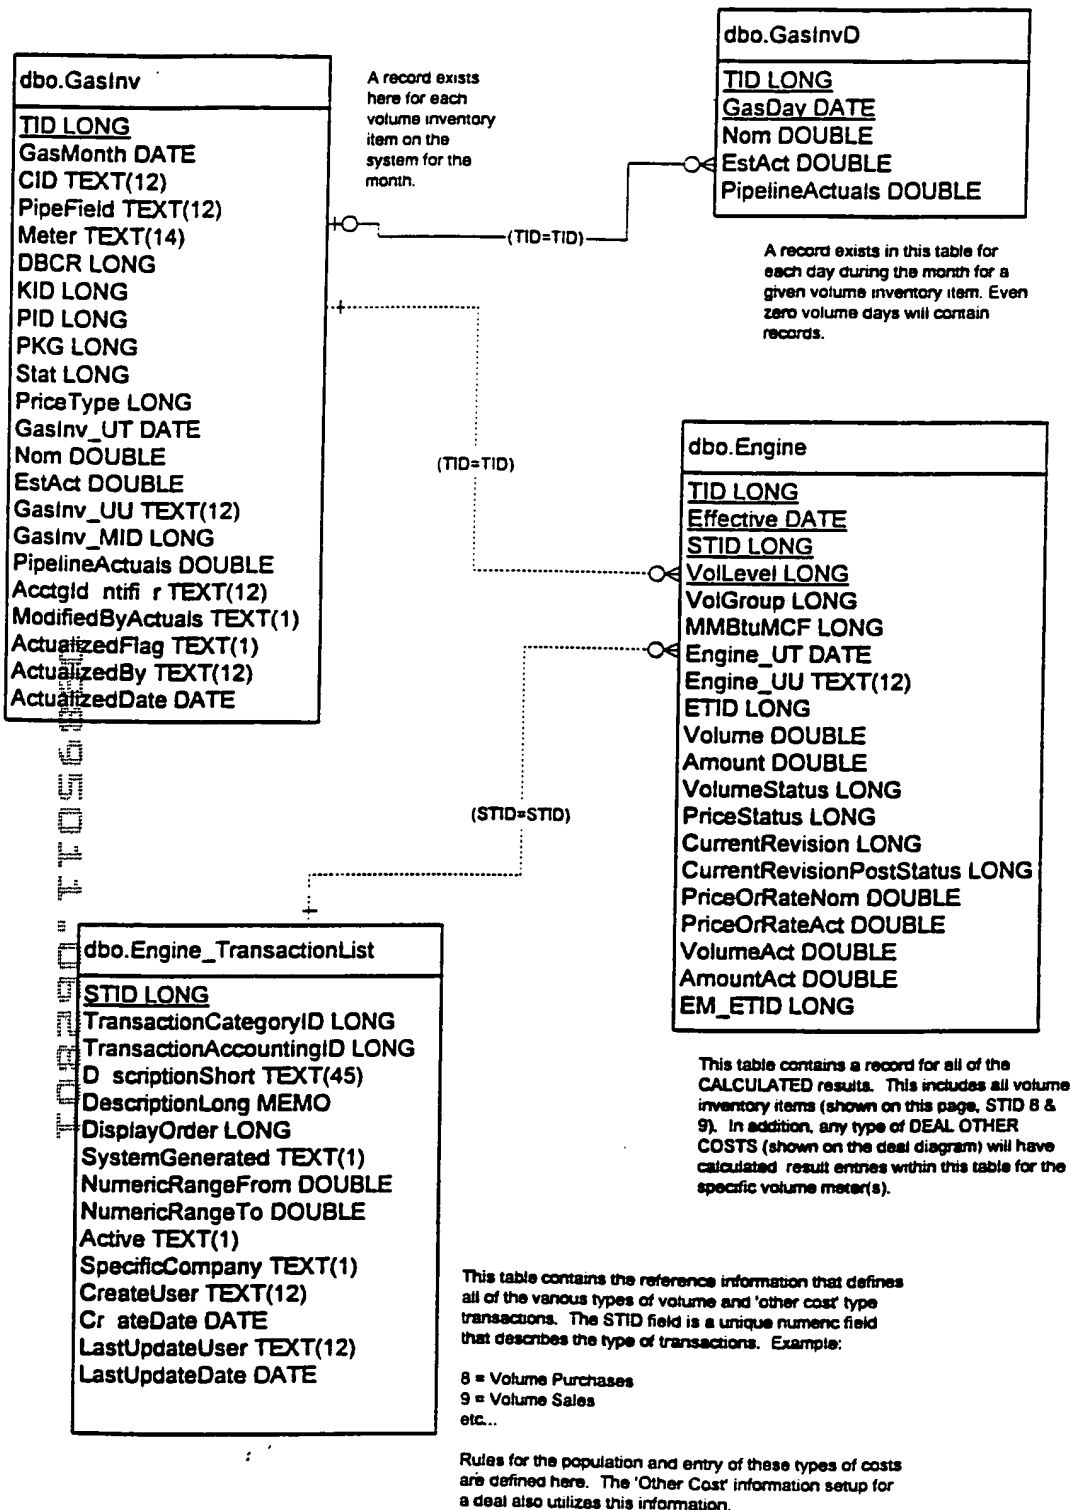 dbo.GasInv
TID LONG
GasMonth DATE
CID TEXT(12)
PipeField TEXT(12)
Meter TEXT(14)
DBCR LONG
KID LONG
PID LONG
PKG LONG
Stat LONG
PriceType LONG
GasInv_UT DATE
Nom DOUBLE
EstAct DOUBLE
GasInv_UU TEXT(12)
GasInv_MID LONG
PipelineActuals DOUBLE
AcctgId ntifi r TEXT(12)
ModifiedByActuals TEXT(1)
ActualizedFlag TEXT(1)
ActualizedBy TEXT(12)
ActualizedDate DATE
A record exists
here for each
volume inventory
item on the
system for the
month.
dbo.GasInvD
TID LONG
GasDay DATE
Nom DOUBLE
EstAct DOUBLE
PipelineActuals DOUBLE
(TID=TID)
A record exists in this table for
each day during the month for a
given volume inventory item. Even
zero volume days will contain
records.
(TID=TID)
dbo.Engine
TID LONG
Effective DATE
STID LONG
VolLevel LONG
VolGroup LONG
MMBtuMCF LONG
Engine_UT DATE
Engine_UU TEXT(12)
ETID LONG
Volume DOUBLE
Amount DOUBLE
VolumeStatus LONG
PriceStatus LONG
CurrentRevision LONG
CurrentRevisionPostStatus LONG
PriceOrRateNom DOUBLE
PriceOrRateAct DOUBLE
VolumeAct DOUBLE
AmountAct DOUBLE
EM_ETID LONG
(STID=STID)
This table contains a record for all of the
CALCULATED results. This includes all volume
inventory items (shown on this page, STID 8 &
9). In addition, any type of DEAL OTHER
COSTS (shown on the deal diagram) will have
calculated result entries within this table for the
specific volume meter(s).
dbo.Engine_TransactionList
STID LONG
TransactionCategoryID LONG
TransactionAccountingID LONG
D scriptionShort TEXT(45)
DescriptionLong MEMO
DisplayOrder LONG
SystemGenerated TEXT(1)
NumericRangeFrom DOUBLE
NumericRangeTo DOUBLE
Active TEXT(1)
SpecificCompany TEXT(1)
CreateUser TEXT(12)
Cr ateDate DATE
LastUpdateUser TEXT(12)
LastUpdateDate DATE
This table contains the reference information that defines
all of the various types of volume and 'other cost' type
transactions. The STID field is a unique numeric field
that describes the type of transactions. Example:
8 = Volume Purchases
9 = Volume Sales
etc...
Rules for the population and entry of these types of costs
are defined here. The 'Other Cost' information setup for
a deal also utilizes this information.